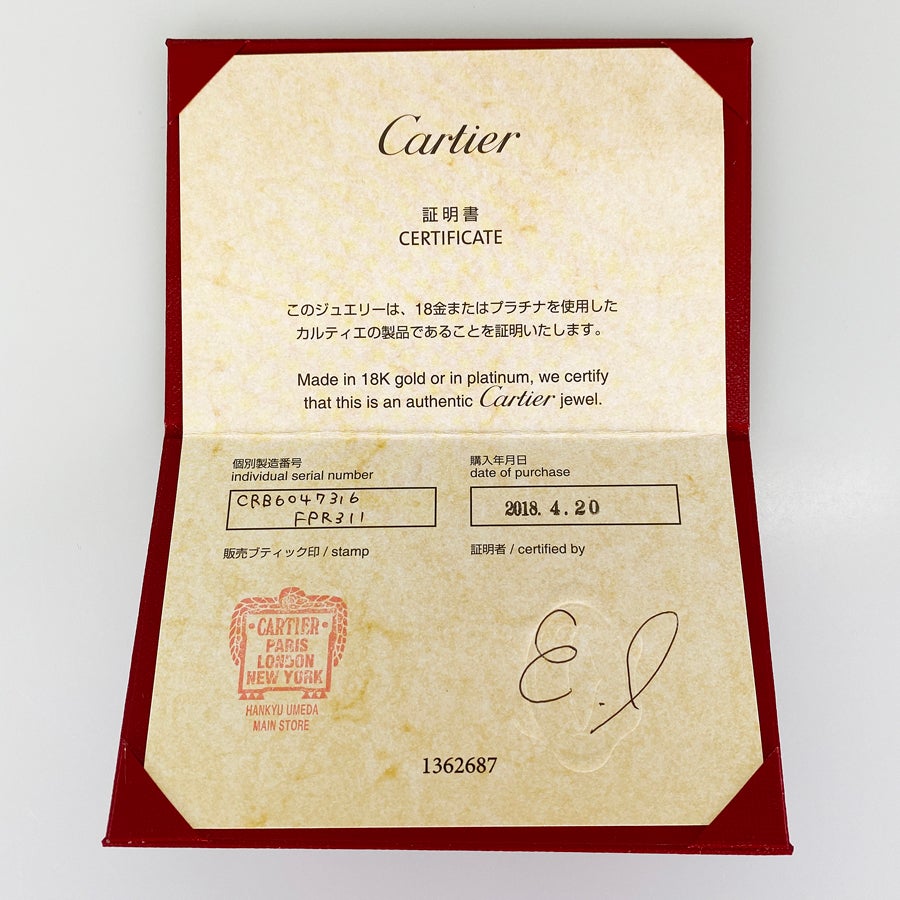 Cartier
証明書
CERTIFICATE
このジュエリーは、18金またはプラチナを使用した
カルティエの製品であることを証明いたします。
Made in 18K gold or in platinum, we certify
that this is an authentic Cartier jewel.
個別製造番号
individual serial number
CRB6047316
FPR311
購入年月日
date of purchase
2018. 4.20
販売ブティック印 / stamp
証明者 / certified by
CARTIER
PARIS
LONDON
NEW YORK
HANKYU UMEDA
MAIN STORE
1362687